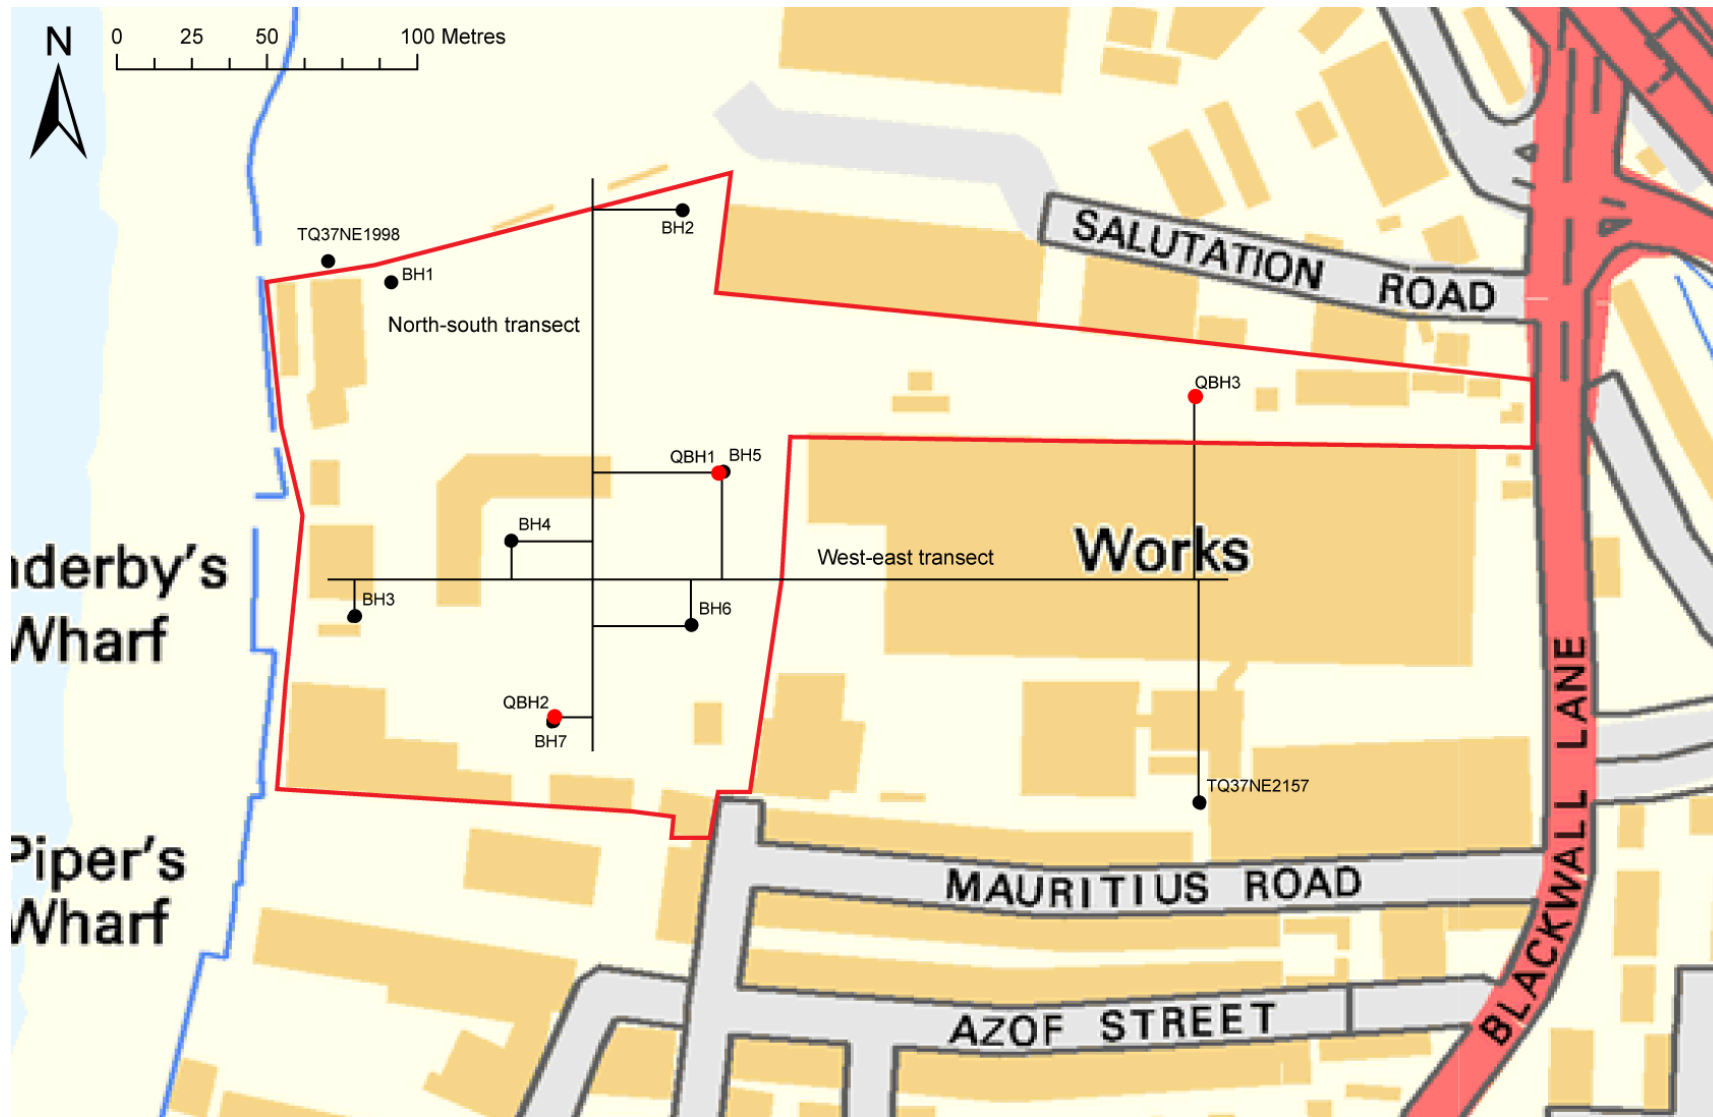 N
0 25 50 100 Metres
SALUTATION ROAD
TQ37NE1998
BH2
BH1
North-south transect
QBH3
QBH1 BH5
BH4
West-east transect
Works
nderby's
Wharf
BH3
BH6
QBH2
BH7
TQ37NE2157
Piper's
Wharf
MAURITIUS ROAD
BLACKWALL LANE
AZOF STREET